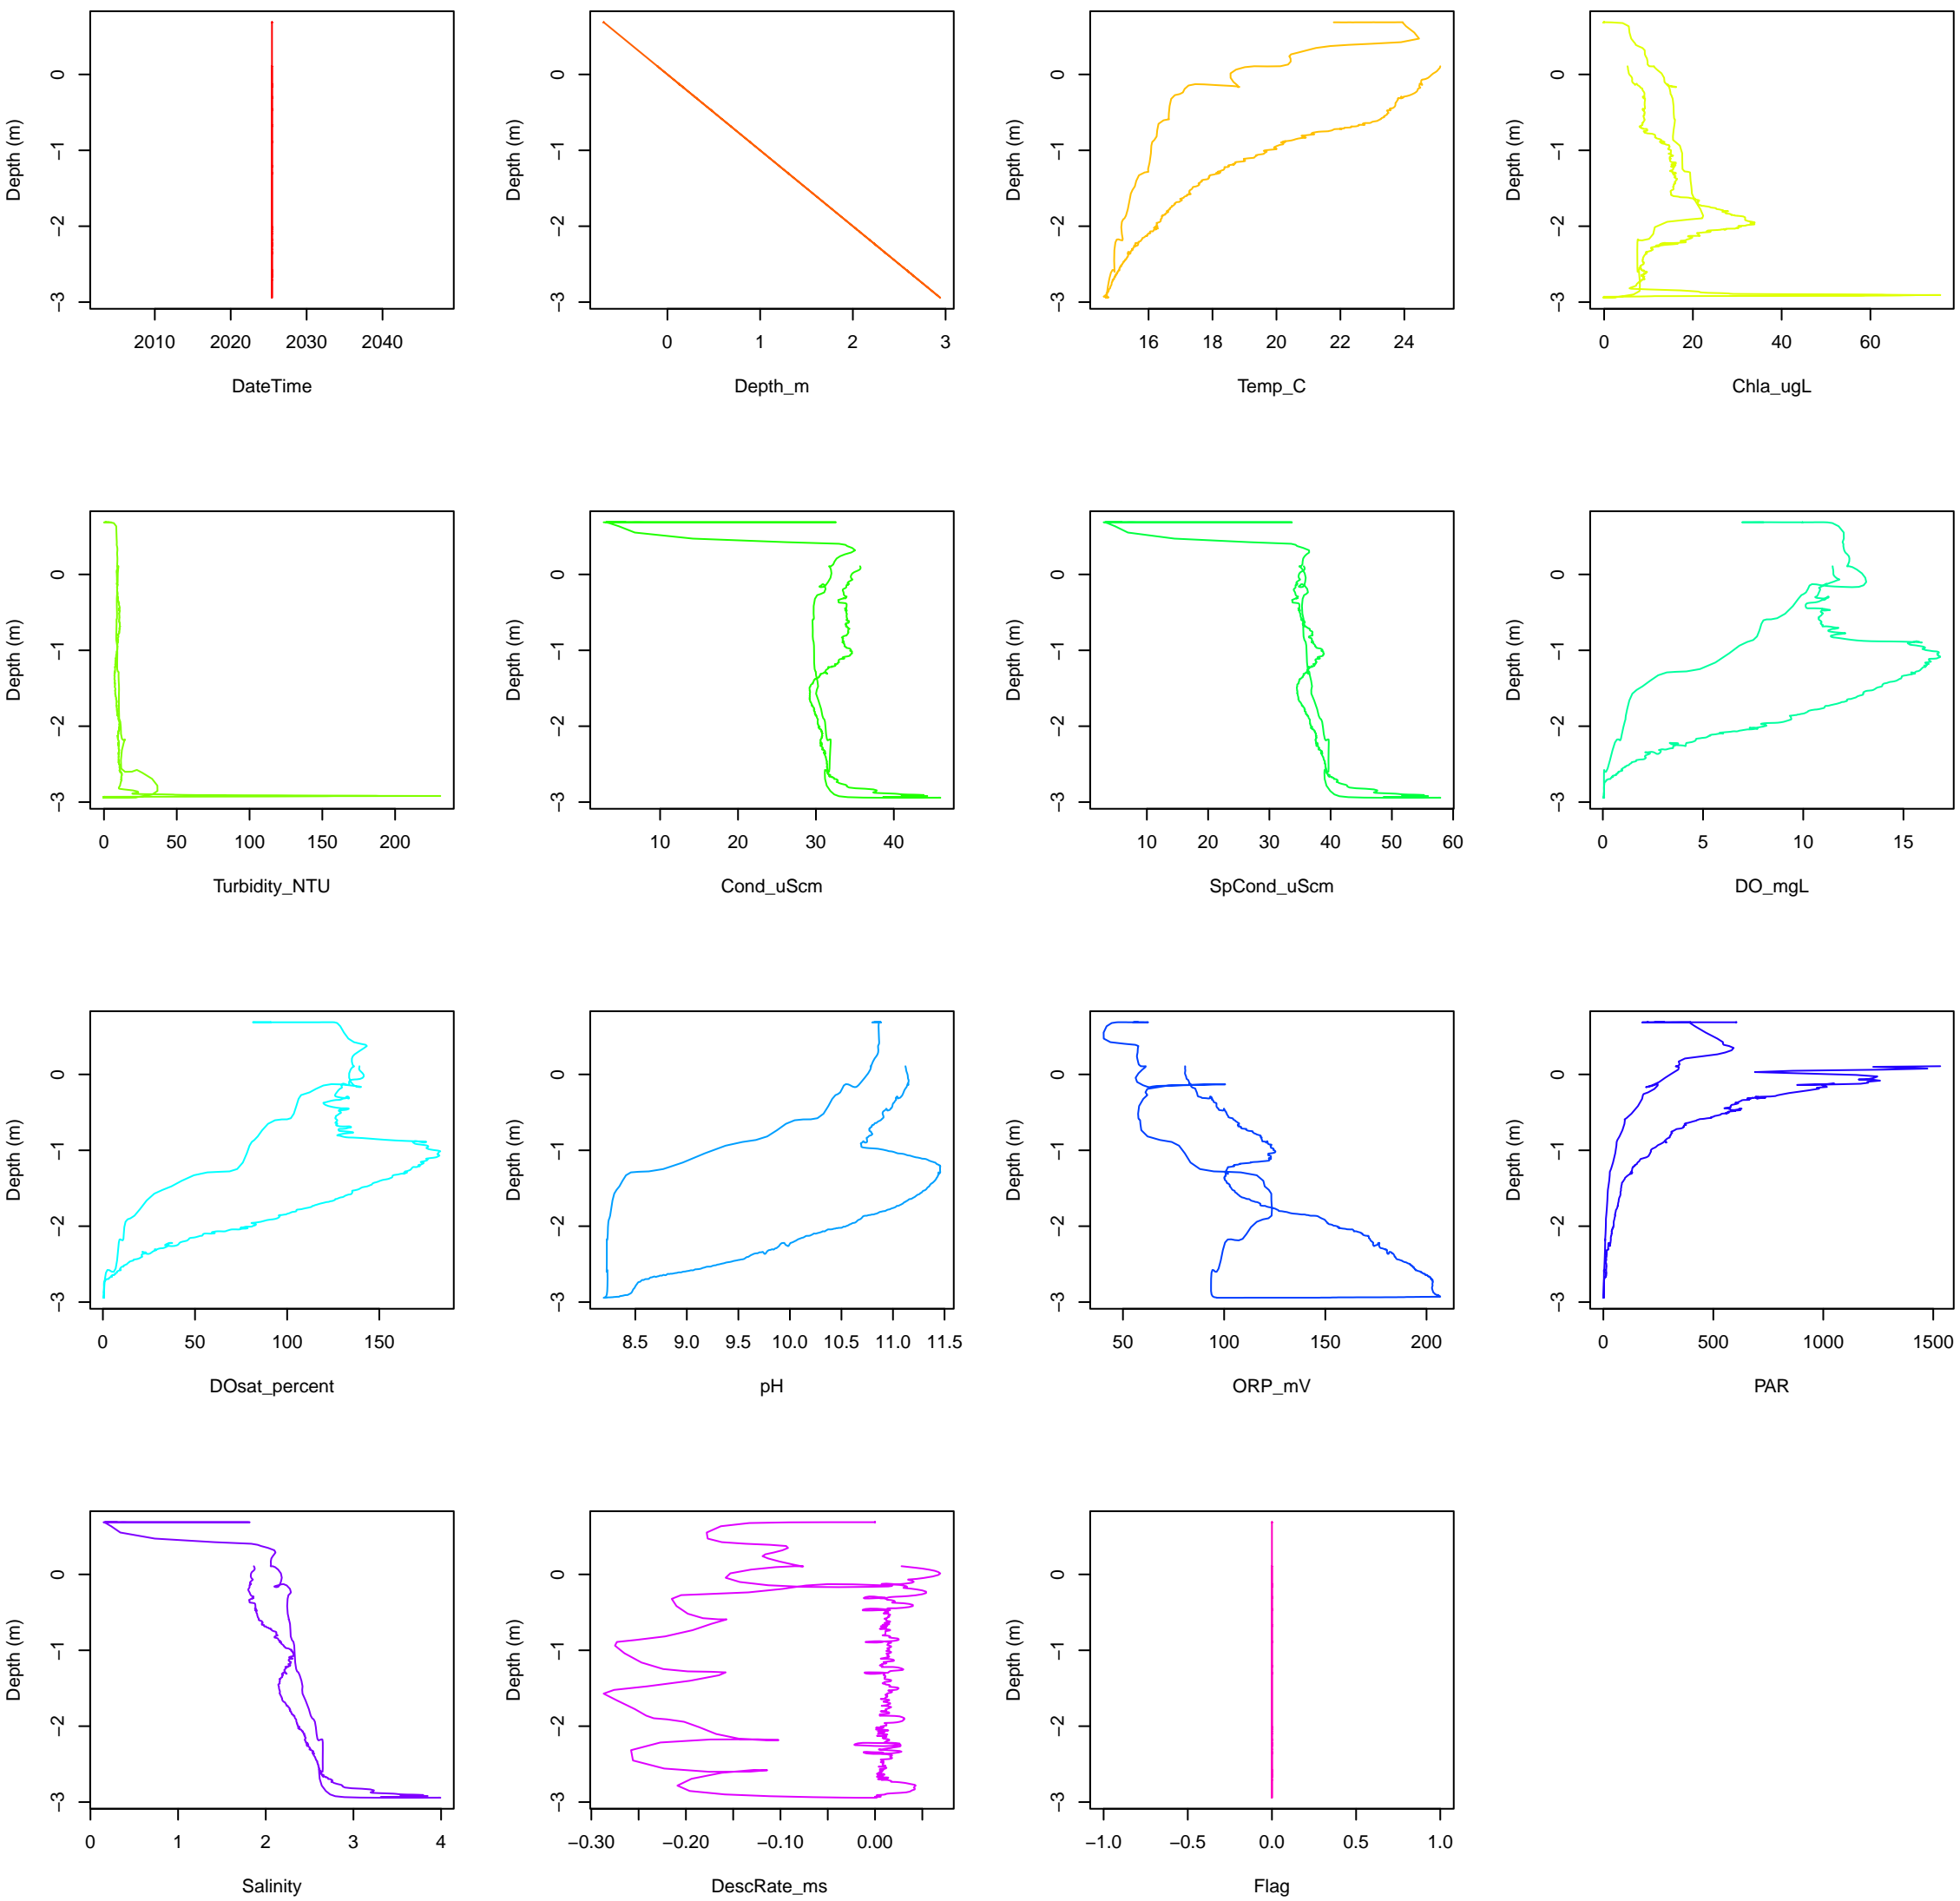 Depth (m)
0
−1
−2
−3
2010 2020 2030 2040
DateTime
Depth (m)
0
−1
−2
−3
0 1 2 3
Depth_m
Depth (m)
0
−1
−2
−3
16 18 20 22 24
Temp_C
Depth (m)
0
−1
−2
−3
0 20 40 60
Chla_ugL
Depth (m)
0
−1
−2
−3
0 50 100 150 200
Turbidity_NTU
Depth (m)
0
−1
−2
−3
10 20 30 40
Cond_uScm
Depth (m)
0
−1
−2
−3
10 20 30 40 50 60
SpCond_uScm
Depth (m)
0
−1
−2
−3
0 5 10 15
DO_mgL
Depth (m)
0
−1
−2
−3
0 50 100 150
DOsat_percent
Depth (m)
0
−1
−2
−3
8.5 9.0 9.5 10.0 10.5 11.0 11.5
pH
Depth (m)
0
−1
−2
−3
50 100 150 200
ORP_mV
Depth (m)
0
−1
−2
−3
0 500 1000 1500
PAR
Depth (m)
0
−1
−2
−3
0 1 2 3 4
Salinity
Depth (m)
0
−1
−2
−3
−0.30 −0.20 −0.10 0.00
DescRate_ms
Depth (m)
0
−1
−2
−3
−1.0 −0.5 0.0 0.5 1.0
Flag